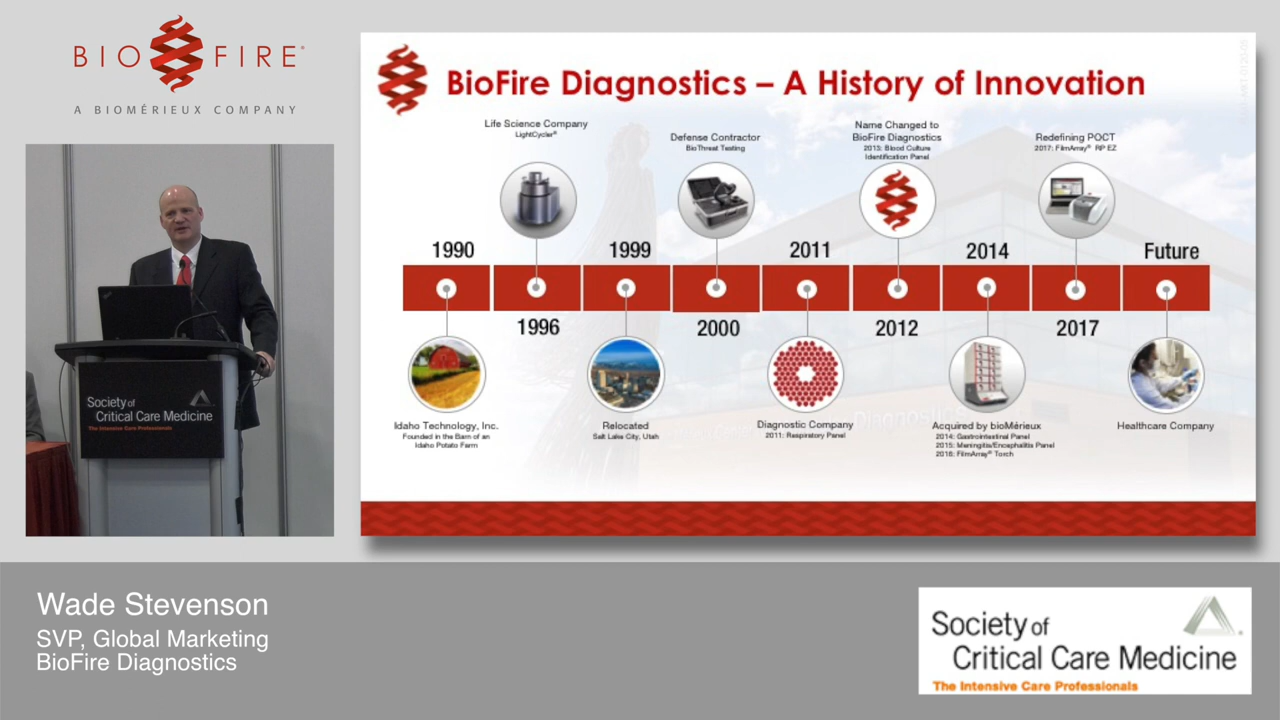 BIO FIRE®
A BIOMÉRIEUX COMPANY
BioFire Diagnostics – A History of Innovation
Life Science Company
LightCycler®
Defense Contractor
BioThreat Testing
Name Changed to
BioFire Diagnostics
2013: Blood Culture
Identification Panel
Redefining POCT
2017: FilmArray® RP EZ
1990
1999
2011
2014
Future
1996
2000
2012
2017
Idaho Technology, Inc.
Founded in the Barn of an
Idaho Potato Farm
Relocated
Salt Lake City, Utah
Diagnostic Company
2011: Respiratory Panel
Acquired by bioMérieux
2014: Gastrointestinal Panel
2015: Meningitis/Encephalitis Panel
2016: FilmArray® Torch
Healthcare Company
Society of
Critical Care Medicine
The Intensive Care Professionals
Wade Stevenson
SVP, Global Marketing
BioFire Diagnostics
Society of
Critical Care Medicine
The Intensive Care Professionals